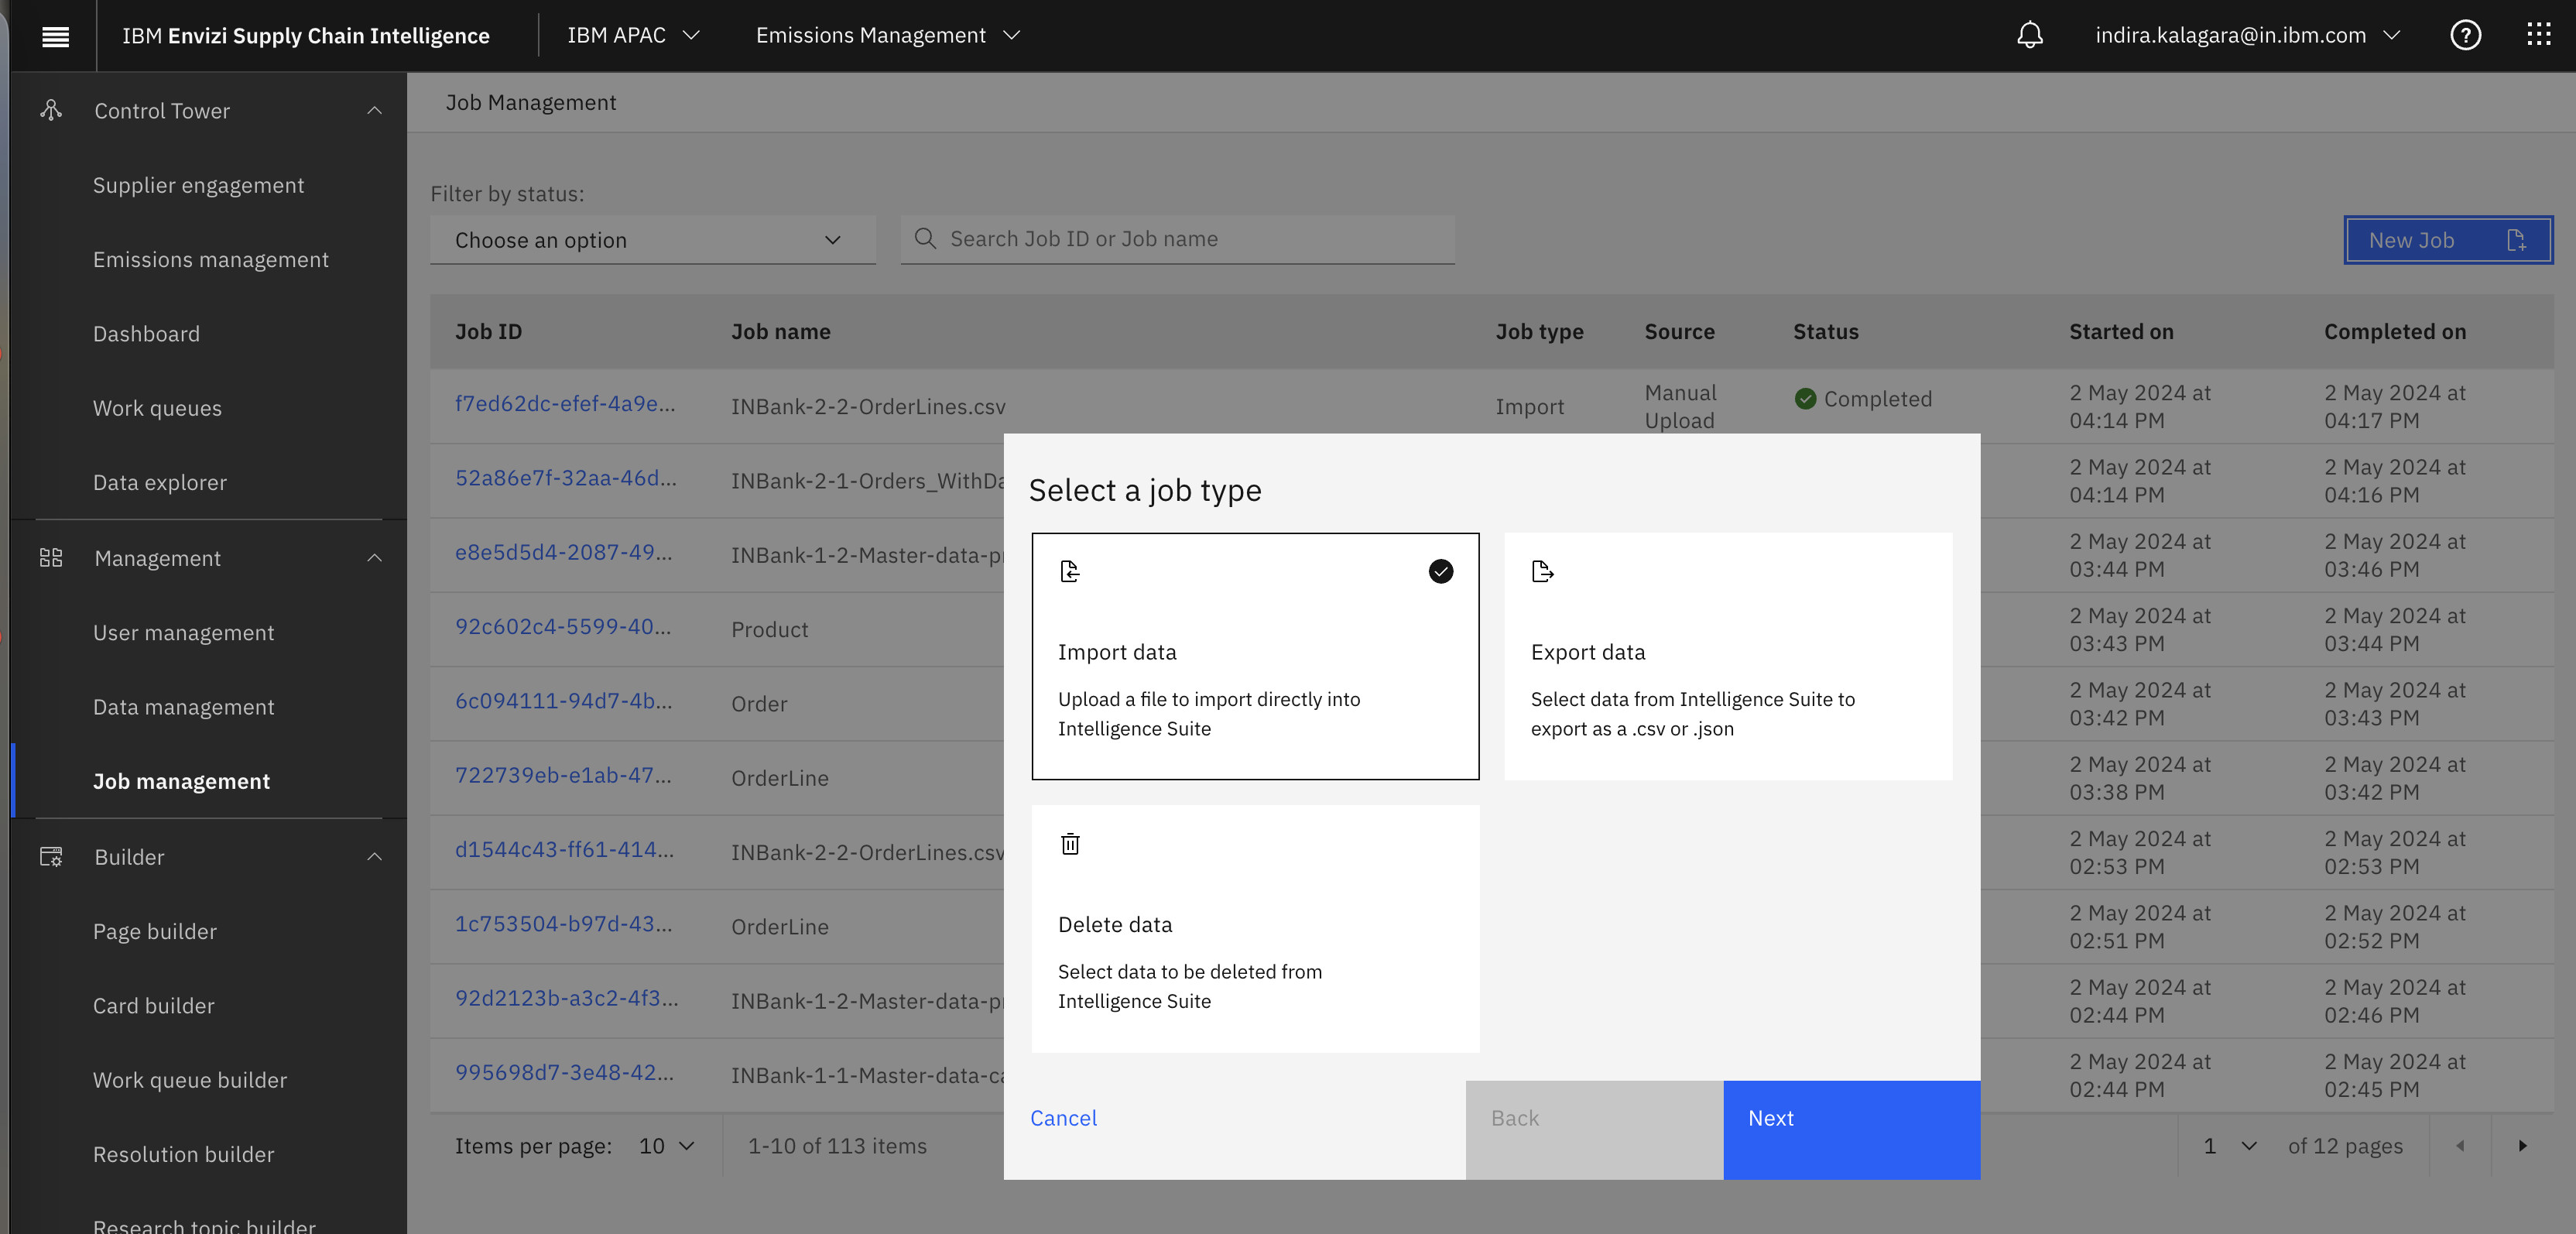 IBM Envizi Supply Chain Intelligence
IBM APAC
Emissions Management
indira.kalagara@in.ibm.com
Control Tower
Supplier engagement
Emissions management
Dashboard
Work queues
Data explorer
Management
User management
Data management
Job management
Builder
Page builder
Card builder
Work queue builder
Resolution builder
Research topic builder
Job Management
Filter by status:
Choose an option
Search Job ID or Job name
New Job
Job ID Job name Job type Source Status Started on Completed on
f7ed62dc-efef-4a9e... INBank-2-2-OrderLines.csv Import Manual Upload Completed 2 May 2024 at 04:14 PM 2 May 2024 at 04:17 PM
52a86e7f-32aa-46d... INBank-2-1-Orders_WithDa 2 May 2024 at 04:14 PM 2 May 2024 at 04:16 PM
e8e5d5d4-2087-49... INBank-1-2-Master-data-pr 2 May 2024 at 03:44 PM 2 May 2024 at 03:46 PM
92c602c4-5599-40... Product 2 May 2024 at 03:43 PM 2 May 2024 at 03:44 PM
6c094111-94d7-4b... Order 2 May 2024 at 03:42 PM 2 May 2024 at 03:43 PM
722739eb-e1ab-47... OrderLine 2 May 2024 at 03:38 PM 2 May 2024 at 03:42 PM
d1544c43-ff61-414... INBank-2-2-OrderLines.csv 2 May 2024 at 02:53 PM 2 May 2024 at 02:53 PM
1c753504-b97d-43... OrderLine 2 May 2024 at 02:51 PM 2 May 2024 at 02:52 PM
92d2123b-a3c2-4f3... INBank-1-2-Master-data-pr 2 May 2024 at 02:44 PM 2 May 2024 at 02:46 PM
995698d7-3e48-42... INBank-1-1-Master-data-ca 2 May 2024 at 02:44 PM 2 May 2024 at 02:45 PM
Items per page: 10 1-10 of 113 items 1 of 12 pages
Select a job type
Import data
Upload a file to import directly into
Intelligence Suite
Export data
Select data from Intelligence Suite to
export as a .csv or .json
Delete data
Select data to be deleted from
Intelligence Suite
Cancel
Back
Next